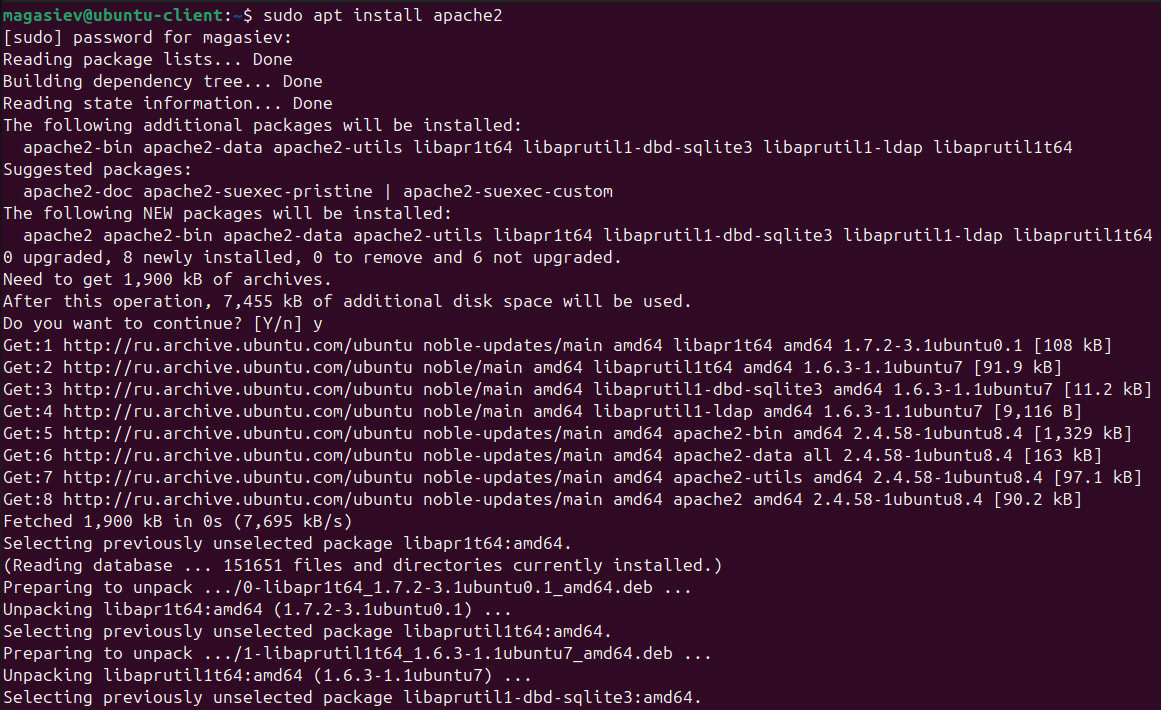 magasiev@ubuntu-client:~$ sudo apt install apache2
[sudo] password for magasiev:
Reading package lists... Done
Building dependency tree... Done
Reading state information... Done
The following additional packages will be installed:
  apache2-bin apache2-data apache2-utils libapr1t64 libaprutil1-dbd-sqlite3 libaprutil1-ldap libaprutil1t64
Suggested packages:
  apache2-doc apache2-suexec-pristine | apache2-suexec-custom
The following NEW packages will be installed:
  apache2 apache2-bin apache2-data apache2-utils libapr1t64 libaprutil1-dbd-sqlite3 libaprutil1-ldap libaprutil1t64
0 upgraded, 8 newly installed, 0 to remove and 6 not upgraded.
Need to get 1,900 kB of archives.
After this operation, 7,455 kB of additional disk space will be used.
Do you want to continue? [Y/n] y
Get:1 http://ru.archive.ubuntu.com/ubuntu noble-updates/main amd64 libapr1t64 amd64 1.7.2-3.1ubuntu0.1 [108 kB]
Get:2 http://ru.archive.ubuntu.com/ubuntu noble/main amd64 libaprutil1t64 amd64 1.6.3-1.1ubuntu7 [91.9 kB]
Get:3 http://ru.archive.ubuntu.com/ubuntu noble/main amd64 libaprutil1-dbd-sqlite3 amd64 1.6.3-1.1ubuntu7 [11.2 kB]
Get:4 http://ru.archive.ubuntu.com/ubuntu noble/main amd64 libaprutil1-ldap amd64 1.6.3-1.1ubuntu7 [9,116 B]
Get:5 http://ru.archive.ubuntu.com/ubuntu noble-updates/main amd64 apache2-bin amd64 2.4.58-1ubuntu8.4 [1,329 kB]
Get:6 http://ru.archive.ubuntu.com/ubuntu noble-updates/main amd64 apache2-data all 2.4.58-1ubuntu8.4 [163 kB]
Get:7 http://ru.archive.ubuntu.com/ubuntu noble-updates/main amd64 apache2-utils amd64 2.4.58-1ubuntu8.4 [97.1 kB]
Get:8 http://ru.archive.ubuntu.com/ubuntu noble-updates/main amd64 apache2 amd64 2.4.58-1ubuntu8.4 [90.2 kB]
Fetched 1,900 kB in 0s (7,695 kB/s)
Selecting previously unselected package libapr1t64:amd64.
(Reading database ... 151651 files and directories currently installed.)
Preparing to unpack .../0-libapr1t64_1.7.2-3.1ubuntu0.1_amd64.deb ...
Unpacking libapr1t64:amd64 (1.7.2-3.1ubuntu0.1) ...
Selecting previously unselected package libaprutil1t64:amd64.
Preparing to unpack .../1-libaprutil1t64_1.6.3-1.1ubuntu7_amd64.deb ...
Unpacking libaprutil1t64:amd64 (1.6.3-1.1ubuntu7) ...
Selecting previously unselected package libaprutil1-dbd-sqlite3:amd64.